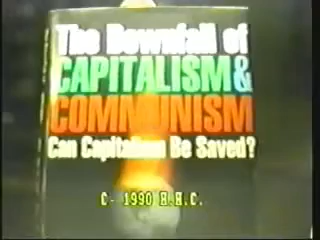 The Downfall of
CAPITALISM&
COMMUNISM
Can Capitalism Be Saved?
C- 1990 H.H.C.